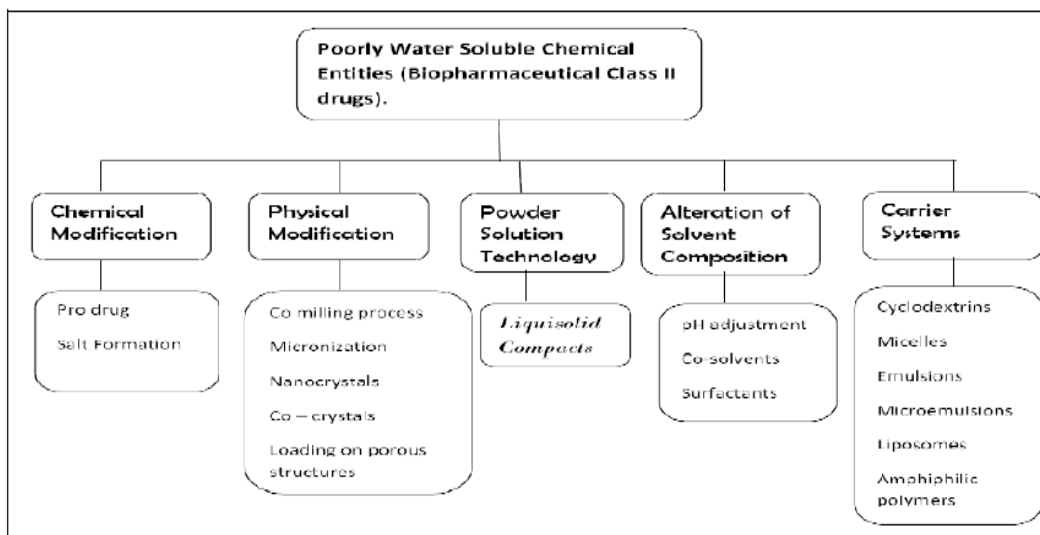 Poorly Water Soluble Chemical
Entities (Biopharmaceutical Class II
drugs).
Chemical
Modification
Pro drug
Salt Formation
Physical
Modification
Co milling process
Micronization
Nanocrystals
Co – crystals
Loading on porous
structures
Powder
Solution
Technology
Liquisolid
Compacts
Alteration of
Solvent
Composition
pH adjustment
Co-solvents
Surfactants
Carrier
Systems
Cyclodextrins
Micelles
Emulsions
Microemulsions
Liposomes
Amphiphilic
polymers